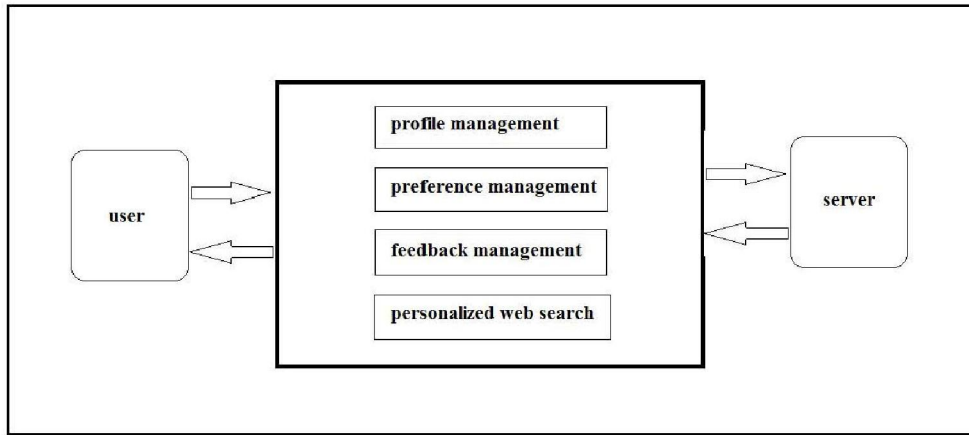 user
profile management
preference management
feedback management
personalized web search
server